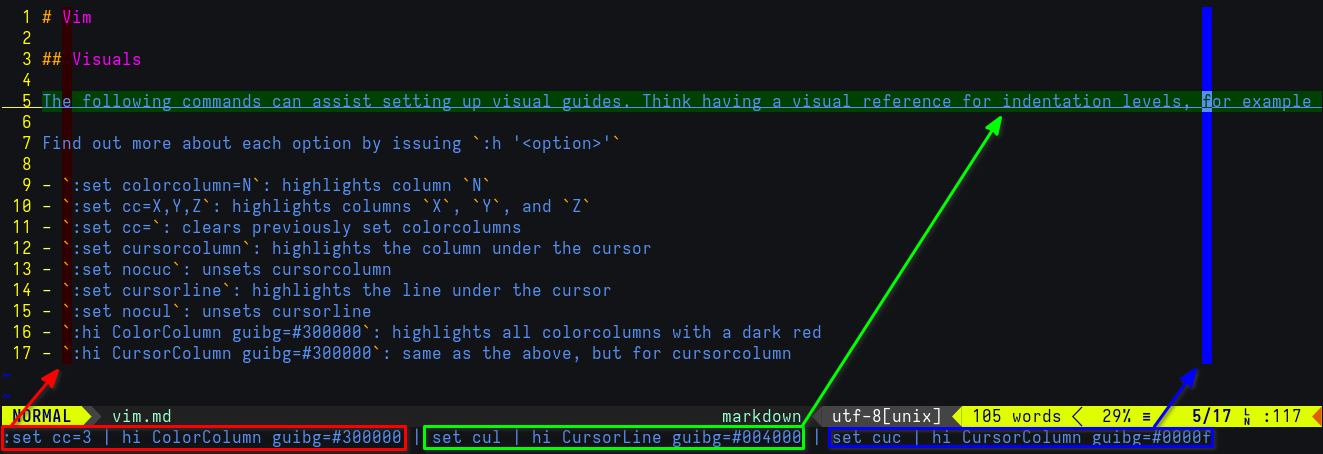 1 # Vim
2
3 ## Visuals
4
5 The following commands can assist setting up visual guides. Think having a visual reference for indentation levels, for example
6
7 Find out more about each option by issuing `:h '<option>'`
8
9 - `:set colorcolumn=N`: highlights column `N`
10 - `:set cc=X,Y,Z`: highlights columns `X`, `Y`, and `Z`
11 - `:set cc=`: clears previously set colorcolumns
12 - `:set cursorcolumn`: highlights the column under the cursor
13 - `:set nocuc`: unsets cursorcolumn
14 - `:set cursorline`: highlights the line under the cursor
15 - `:set nocul`: unsets cursorline
16 - `:hi ColorColumn guibg=#300000`: highlights all colorcolumns with a dark red
17 - `:hi CursorColumn guibg=#300000`: same as the above, but for cursorcolumn
~
~
NORMAL vim.md markdown utf-8[unix] 105 words 29% ≡ 5/17 ㏑ :117
:set cc=3 | hi ColorColumn guibg=#300000 | set cul | hi CursorLine guibg=#004000 | set cuc | hi CursorColumn guibg=#0000f